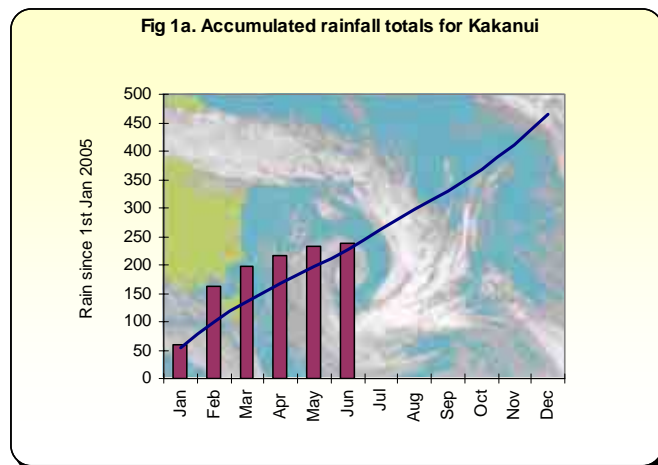 Fig 1a. Accumulated rainfall totals for Kakanui
Rain since 1st Jan 2005
500
450
400
350
300
250
200
150
100
50
0
Jan
Feb
Mar
Apr
May
Jun
Jul
Aug
Sep
Oct
Nov
Dec